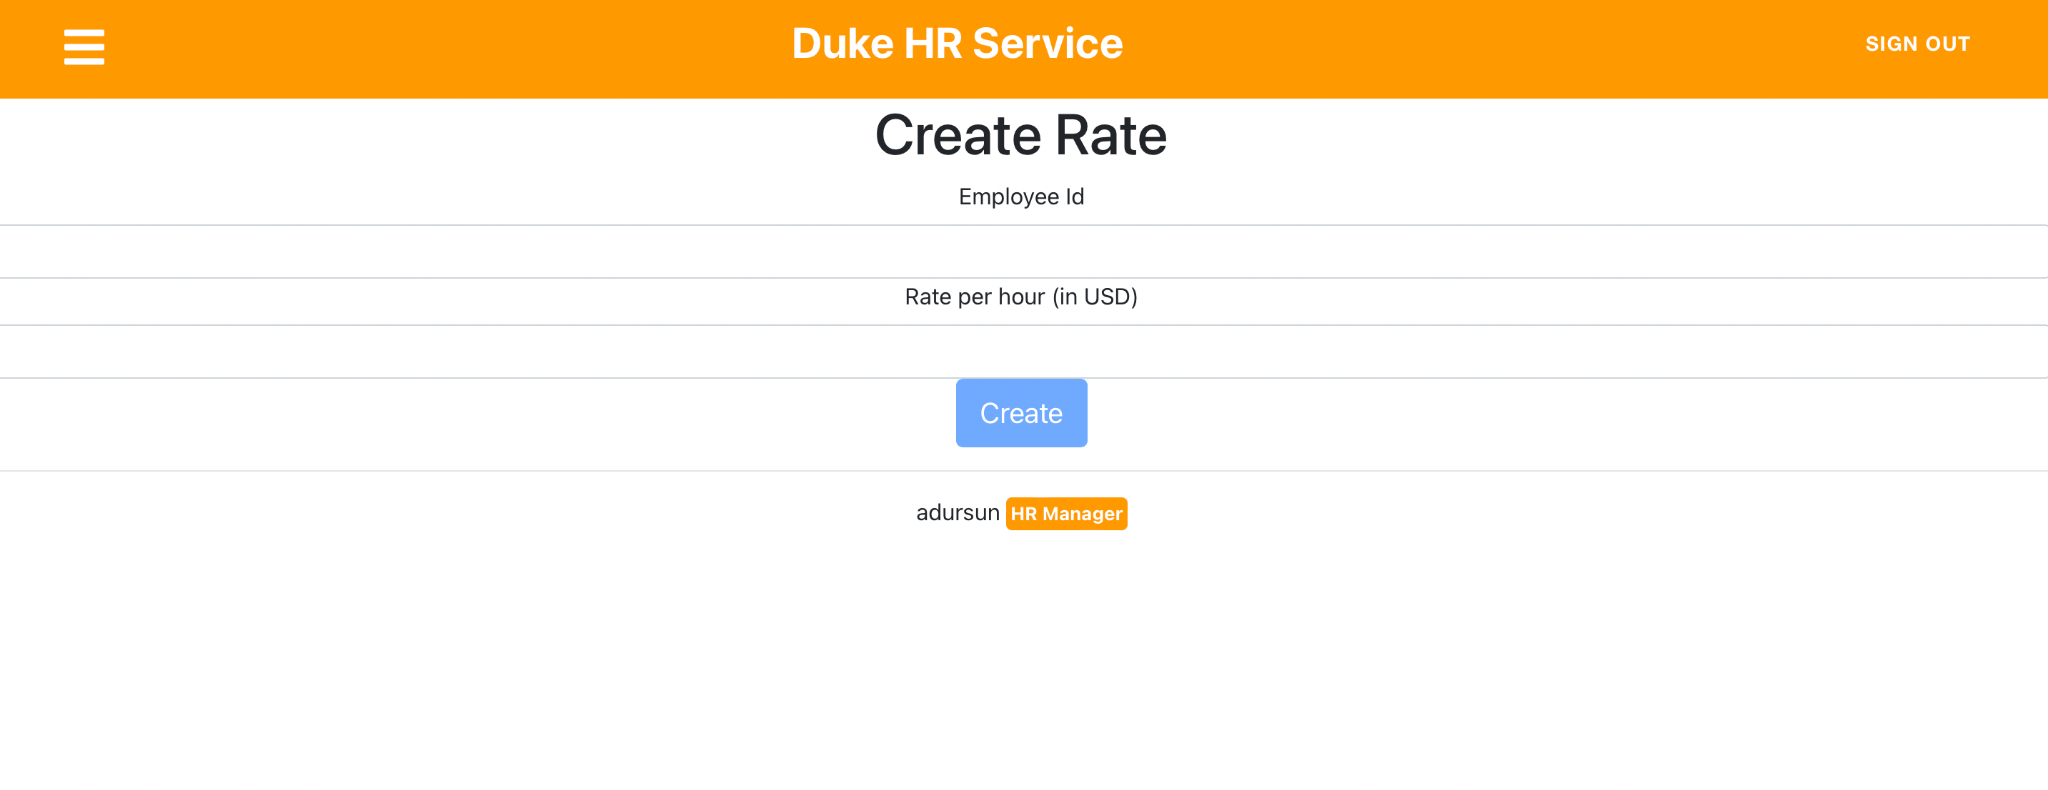 Duke HR Service
SIGN OUT
Create Rate
Employee Id
Rate per hour (in USD)
Create
adursun HR Manager